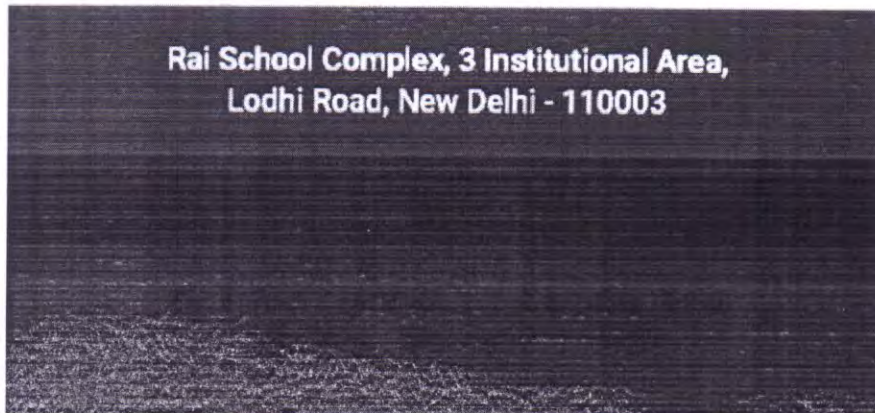 Rai School Complex, 3 Institutional Area,
Lodhi Road, New Delhi - 110003